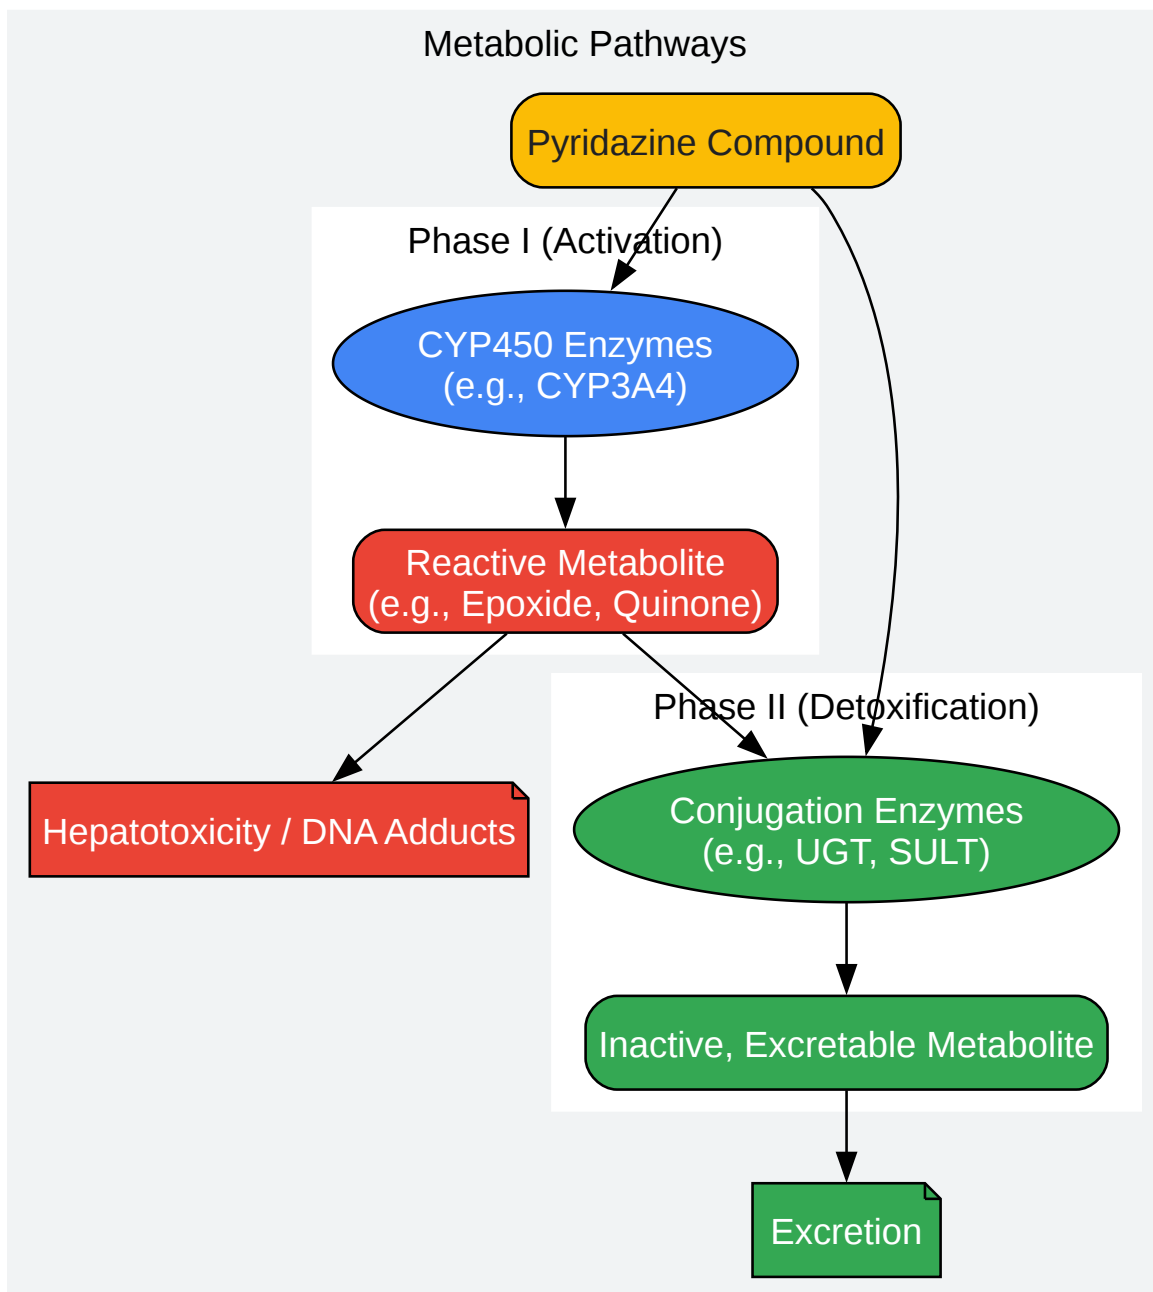 Metabolic Pathways
Pyridazine Compound
Phase I (Activation)
CYP450 Enzymes
(e.g., CYP3A4)
Reactive Metabolite
(e.g., Epoxide, Quinone)
Phase II (Detoxification)
Hepatotoxicity / DNA Adducts
Conjugation Enzymes
(e.g., UGT, SULT)
Inactive, Excretable Metabolite
Excretion